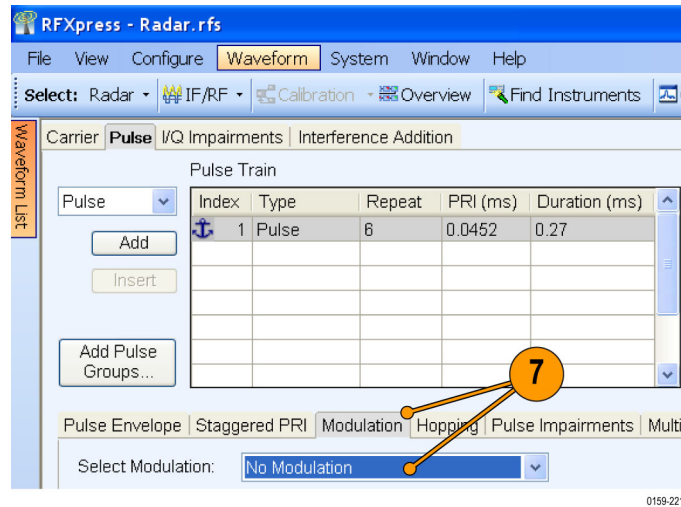 RFXpress - Radar.rfs
File View Configure Waveform System Window Help
Select: Radar IF/RF Calibration Overview Find Instruments
Waveform List
Carrier Pulse I/Q Impairments Interference Addition
Pulse Train
Pulse
Index Type Repeat PRI (ms) Duration (ms)
1 Pulse 6 0.0452 0.27
Add
Insert
Add Pulse
Groups...
7
Pulse Envelope Staggered PRI Modulation Hopping Pulse Impairments Multi
Select Modulation: No Modulation
0159-221